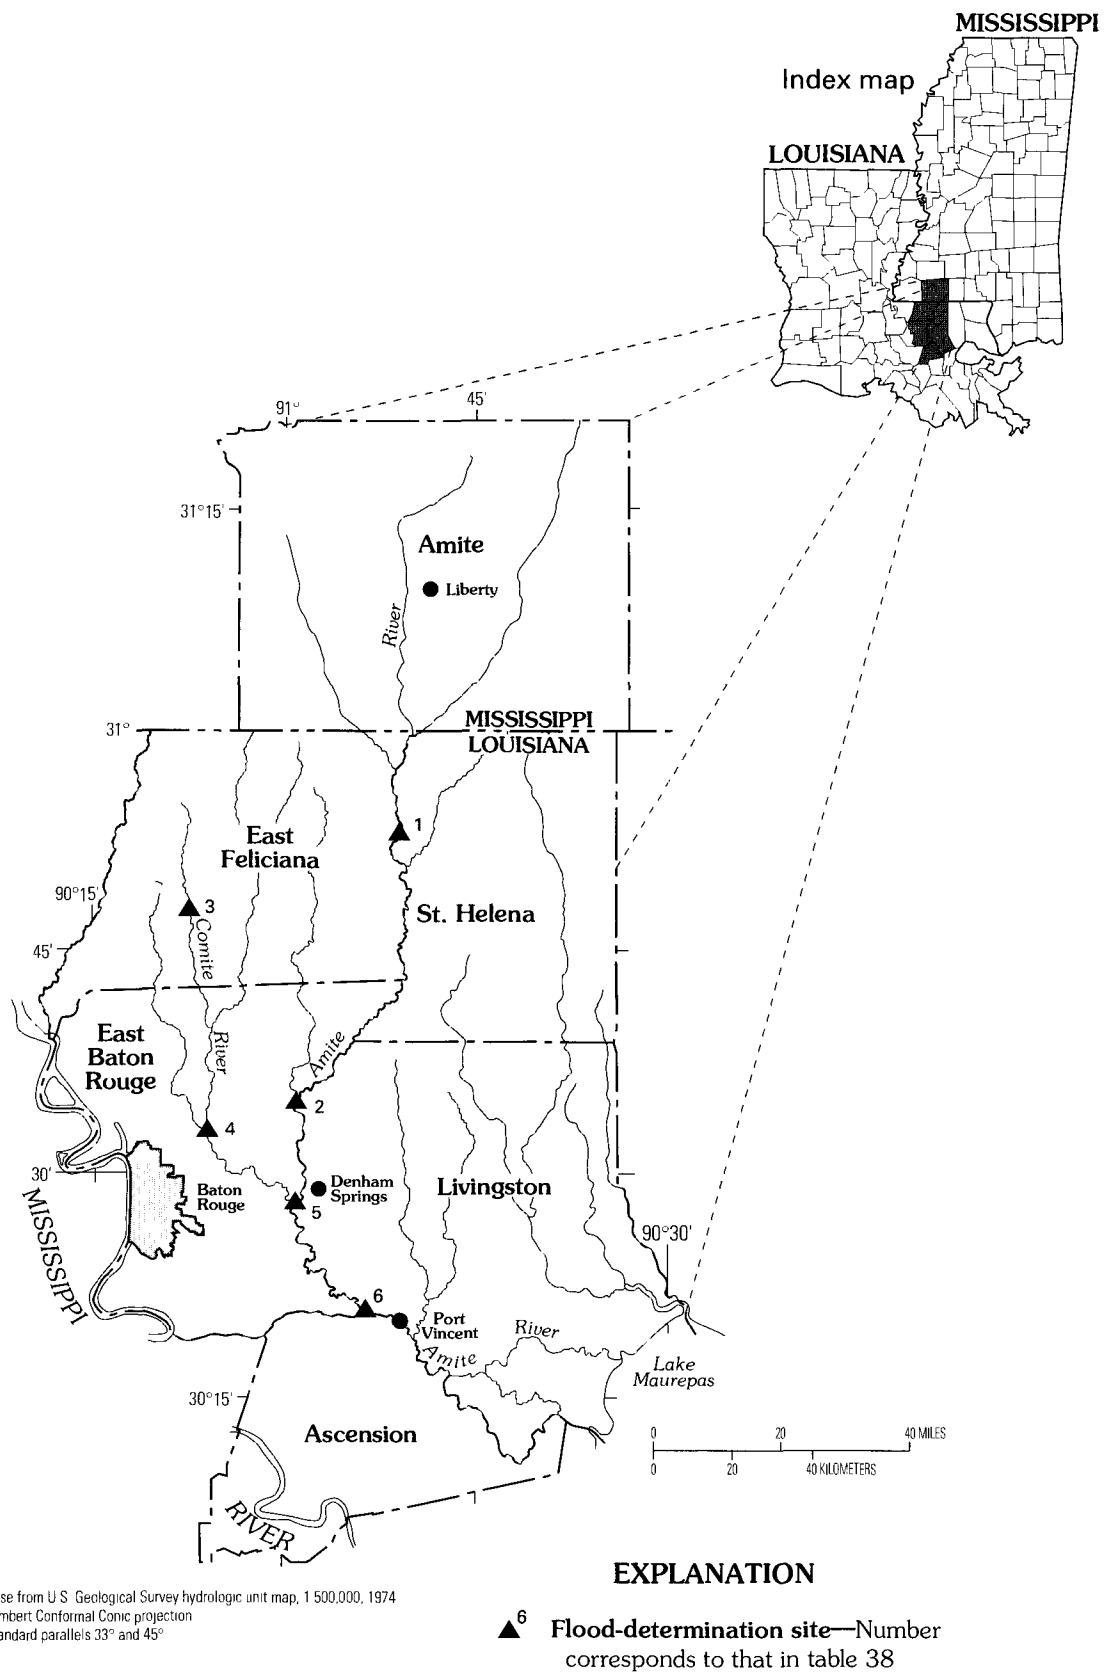 MISSISSIPPI
Index map
LOUISIANA
91°
45'
31°15'
Amite
Liberty
River
31°
MISSISSIPPI
LOUISIANA
1
East
Feliciana
90°15'
3
St. Helena
Comite
45'
East
Baton
Rouge
River
Amite
2
4
30'
Denham
Springs
Baton
Rouge
Livingston
5
MISSISSIPPI
90°30'
6
Port
Vincent
River
Amite
Lake
Maurepas
30°15'
Ascension
0 20 40 MILES
0 20 40 KILOMETERS
RIVER
EXPLANATION
se from U S Geological Survey hydrologic unit map, 1 500,000, 1974
mbert Conformal Conic projection
andard parallels 33° and 45°
6 Flood-determination site—Number
corresponds to that in table 38